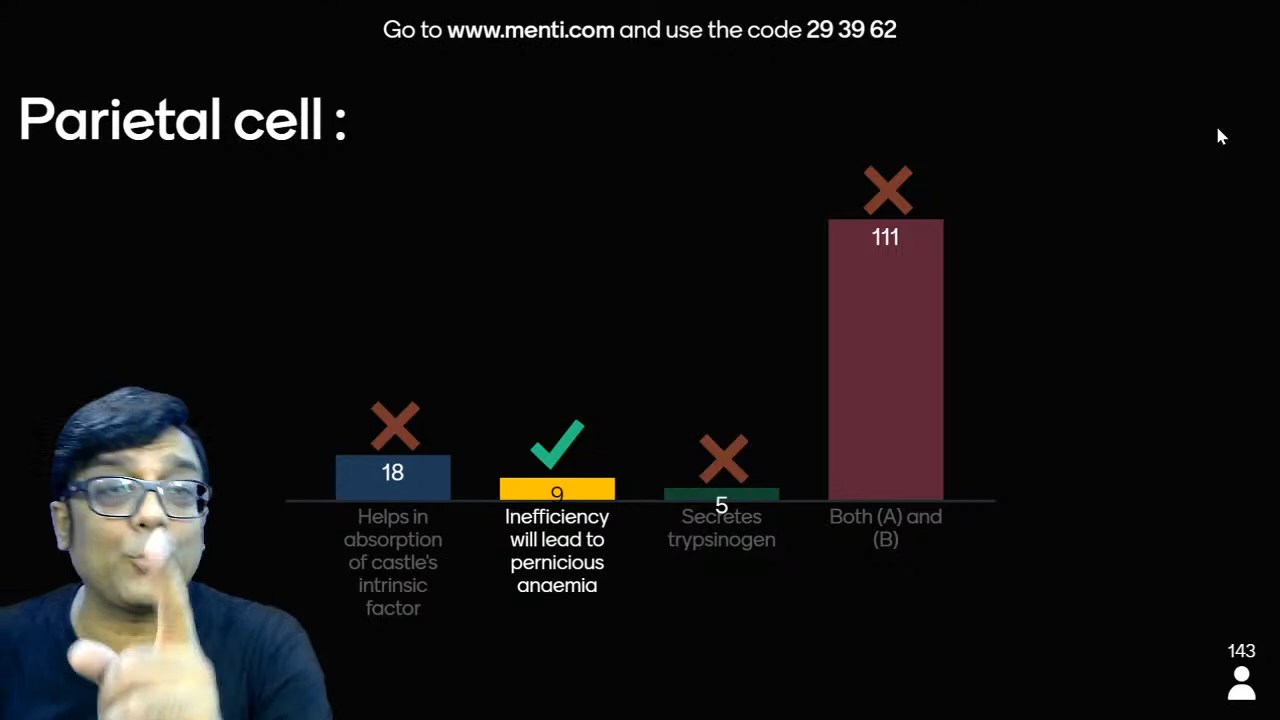 Go to www.menti.com and use the code 29 39 62
Parietal cell :
111
18
9
5
Helps in
absorption
of castle's
intrinsic
factor
Inefficiency
will lead to
pernicious
anaemia
Secretes
trypsinogen
Both (A) and
(B)
143